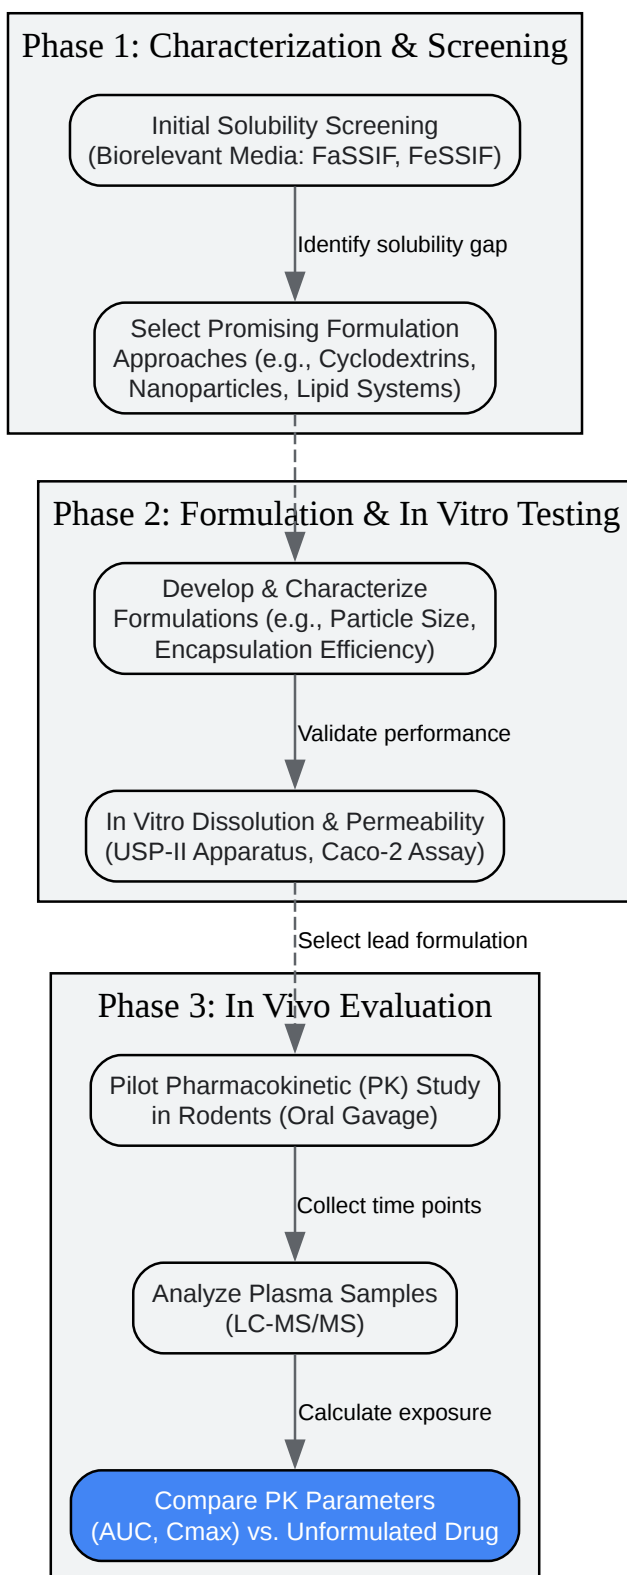 Phase 1: Characterization & Screening
Initial Solubility Screening
(Biorelevant Media: FaSSIF, FeSSIF)
Identify solubility gap
Select Promising Formulation
Approaches (e.g., Cyclodextrins,
Nanoparticles, Lipid Systems)
Phase 2: Formulation & In Vitro Testing
Develop & Characterize
Formulations (e.g., Particle Size,
Encapsulation Efficiency)
Validate performance
In Vitro Dissolution & Permeability
(USP-II Apparatus, Caco-2 Assay)
Select lead formulation
Phase 3: In Vivo Evaluation
Pilot Pharmacokinetic (PK) Study
in Rodents (Oral Gavage)
Collect time points
Analyze Plasma Samples
(LC-MS/MS)
Calculate exposure
Compare PK Parameters
(AUC, Cmax) vs. Unformulated Drug